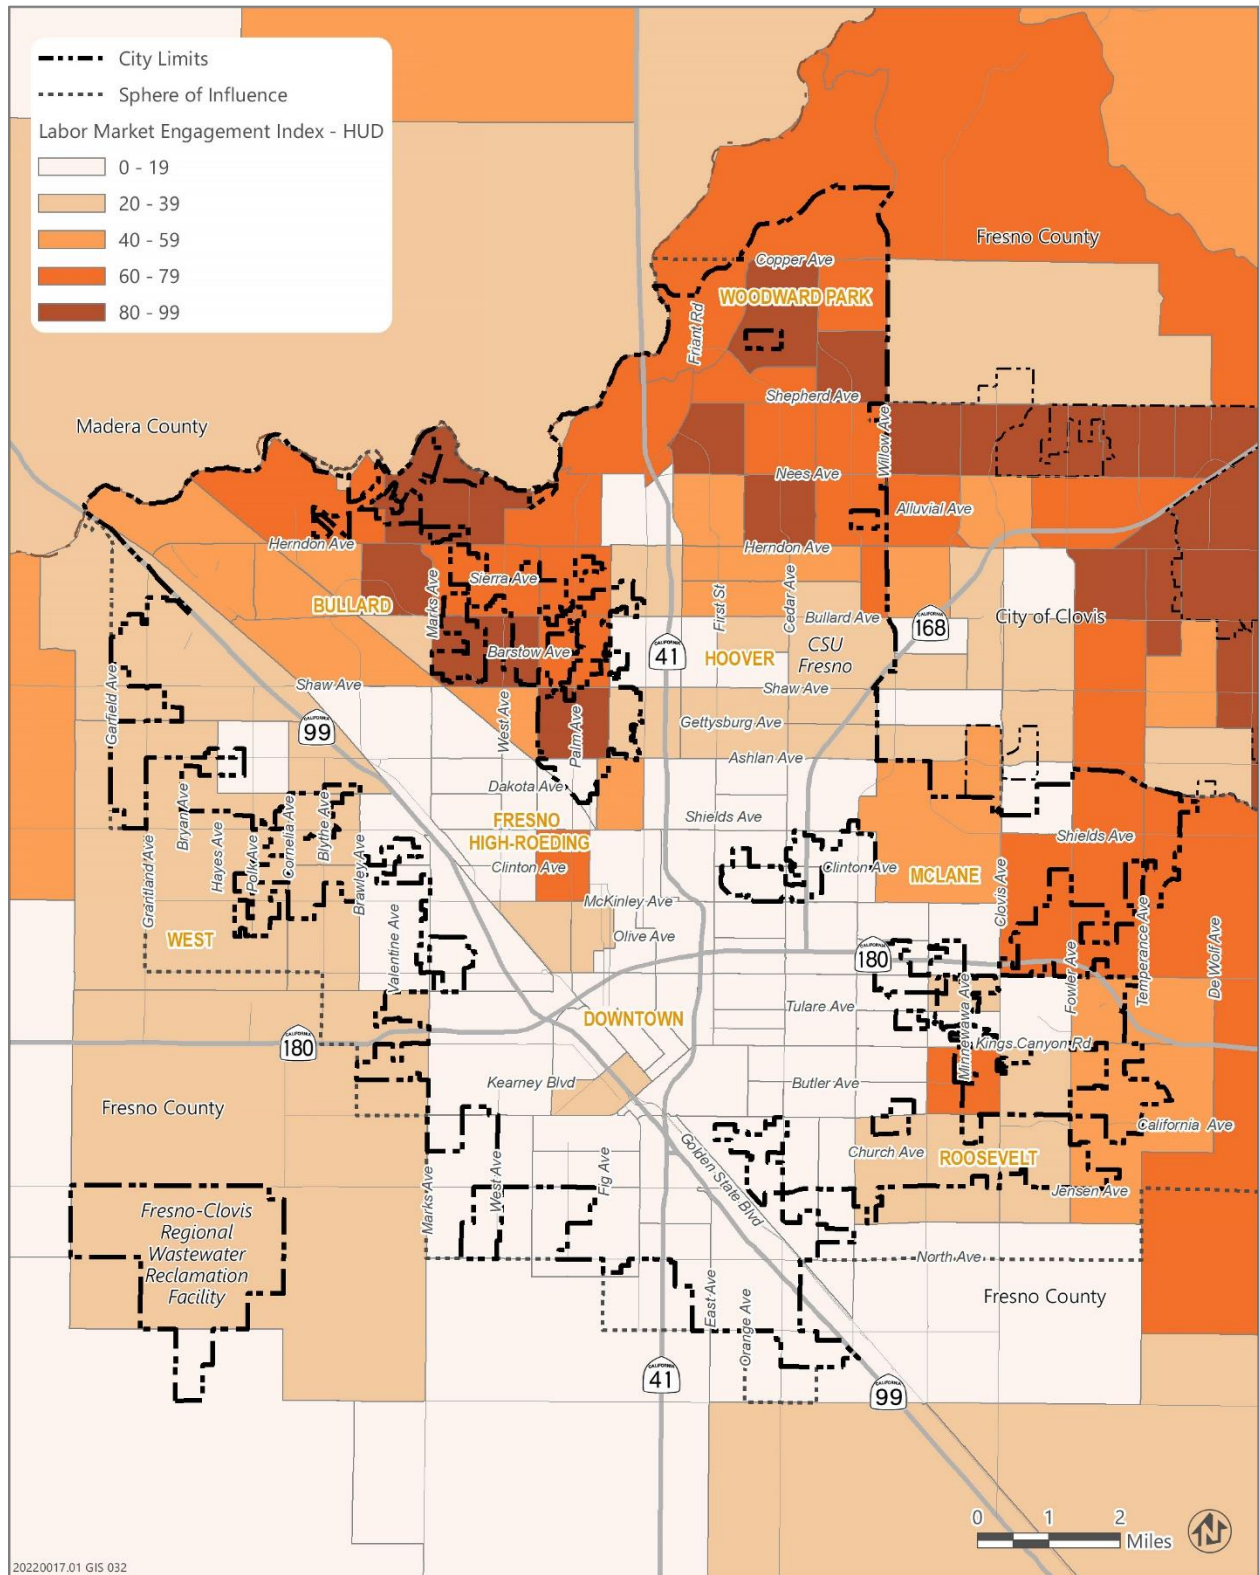 City Limits
Sphere of Influence
Labor Market Engagement Index - HUD
0 - 19
20 - 39
40 - 59
60 - 79
80 - 99
Fresno County
Copper Ave
WOODWARD PARK
Friant Rd
Shepherd Ave
Willow Ave
Madera County
Nees Ave
Alluvial Ave
Herndon Ave
Herndon Ave
Sierra Ave
Marks Ave
BULLARD
First St
Cedar Ave
Bullard Ave
CALIFORNIA
168
City of Clovis
CALIFORNIA
41
HOOVER
CSU
Fresno
Barstow Ave
Garfield Ave
Shaw Ave
Shaw Ave
CALIFORNIA
99
West Ave
Palm Ave
Gettysburg Ave
Ashlan Ave
Dakota Ave
Bryan Ave
Hayes Ave
Polk Ave
Cornelia Ave
Blythe Ave
Brawley Ave
Grantland Ave
FRESNO
HIGH-ROEDING
Shields Ave
Shields Ave
Clinton Ave
Clinton Ave
MCLANE
Clovis Ave
McKinley Ave
WEST
Valentine Ave
Olive Ave
CALIFORNIA
180
Minnewawa Ave
Fowler Ave
Temperance Ave
De Wolf Ave
Tulare Ave
DOWNTOWN
CALIFORNIA
180
Kings Canyon Rd
Kearney Blvd
Butler Ave
Fresno County
California Ave
Church Ave
ROOSEVELT
Golden State Blvd
Marks Ave
West Ave
Fig Ave
Jensen Ave
Fresno-Clovis
Regional
Wastewater
Reclamation
Facility
North Ave
East Ave
Orange Ave
Fresno County
CALIFORNIA
41
CALIFORNIA
99
0 1 2
Miles
20220017.01 GIS 032